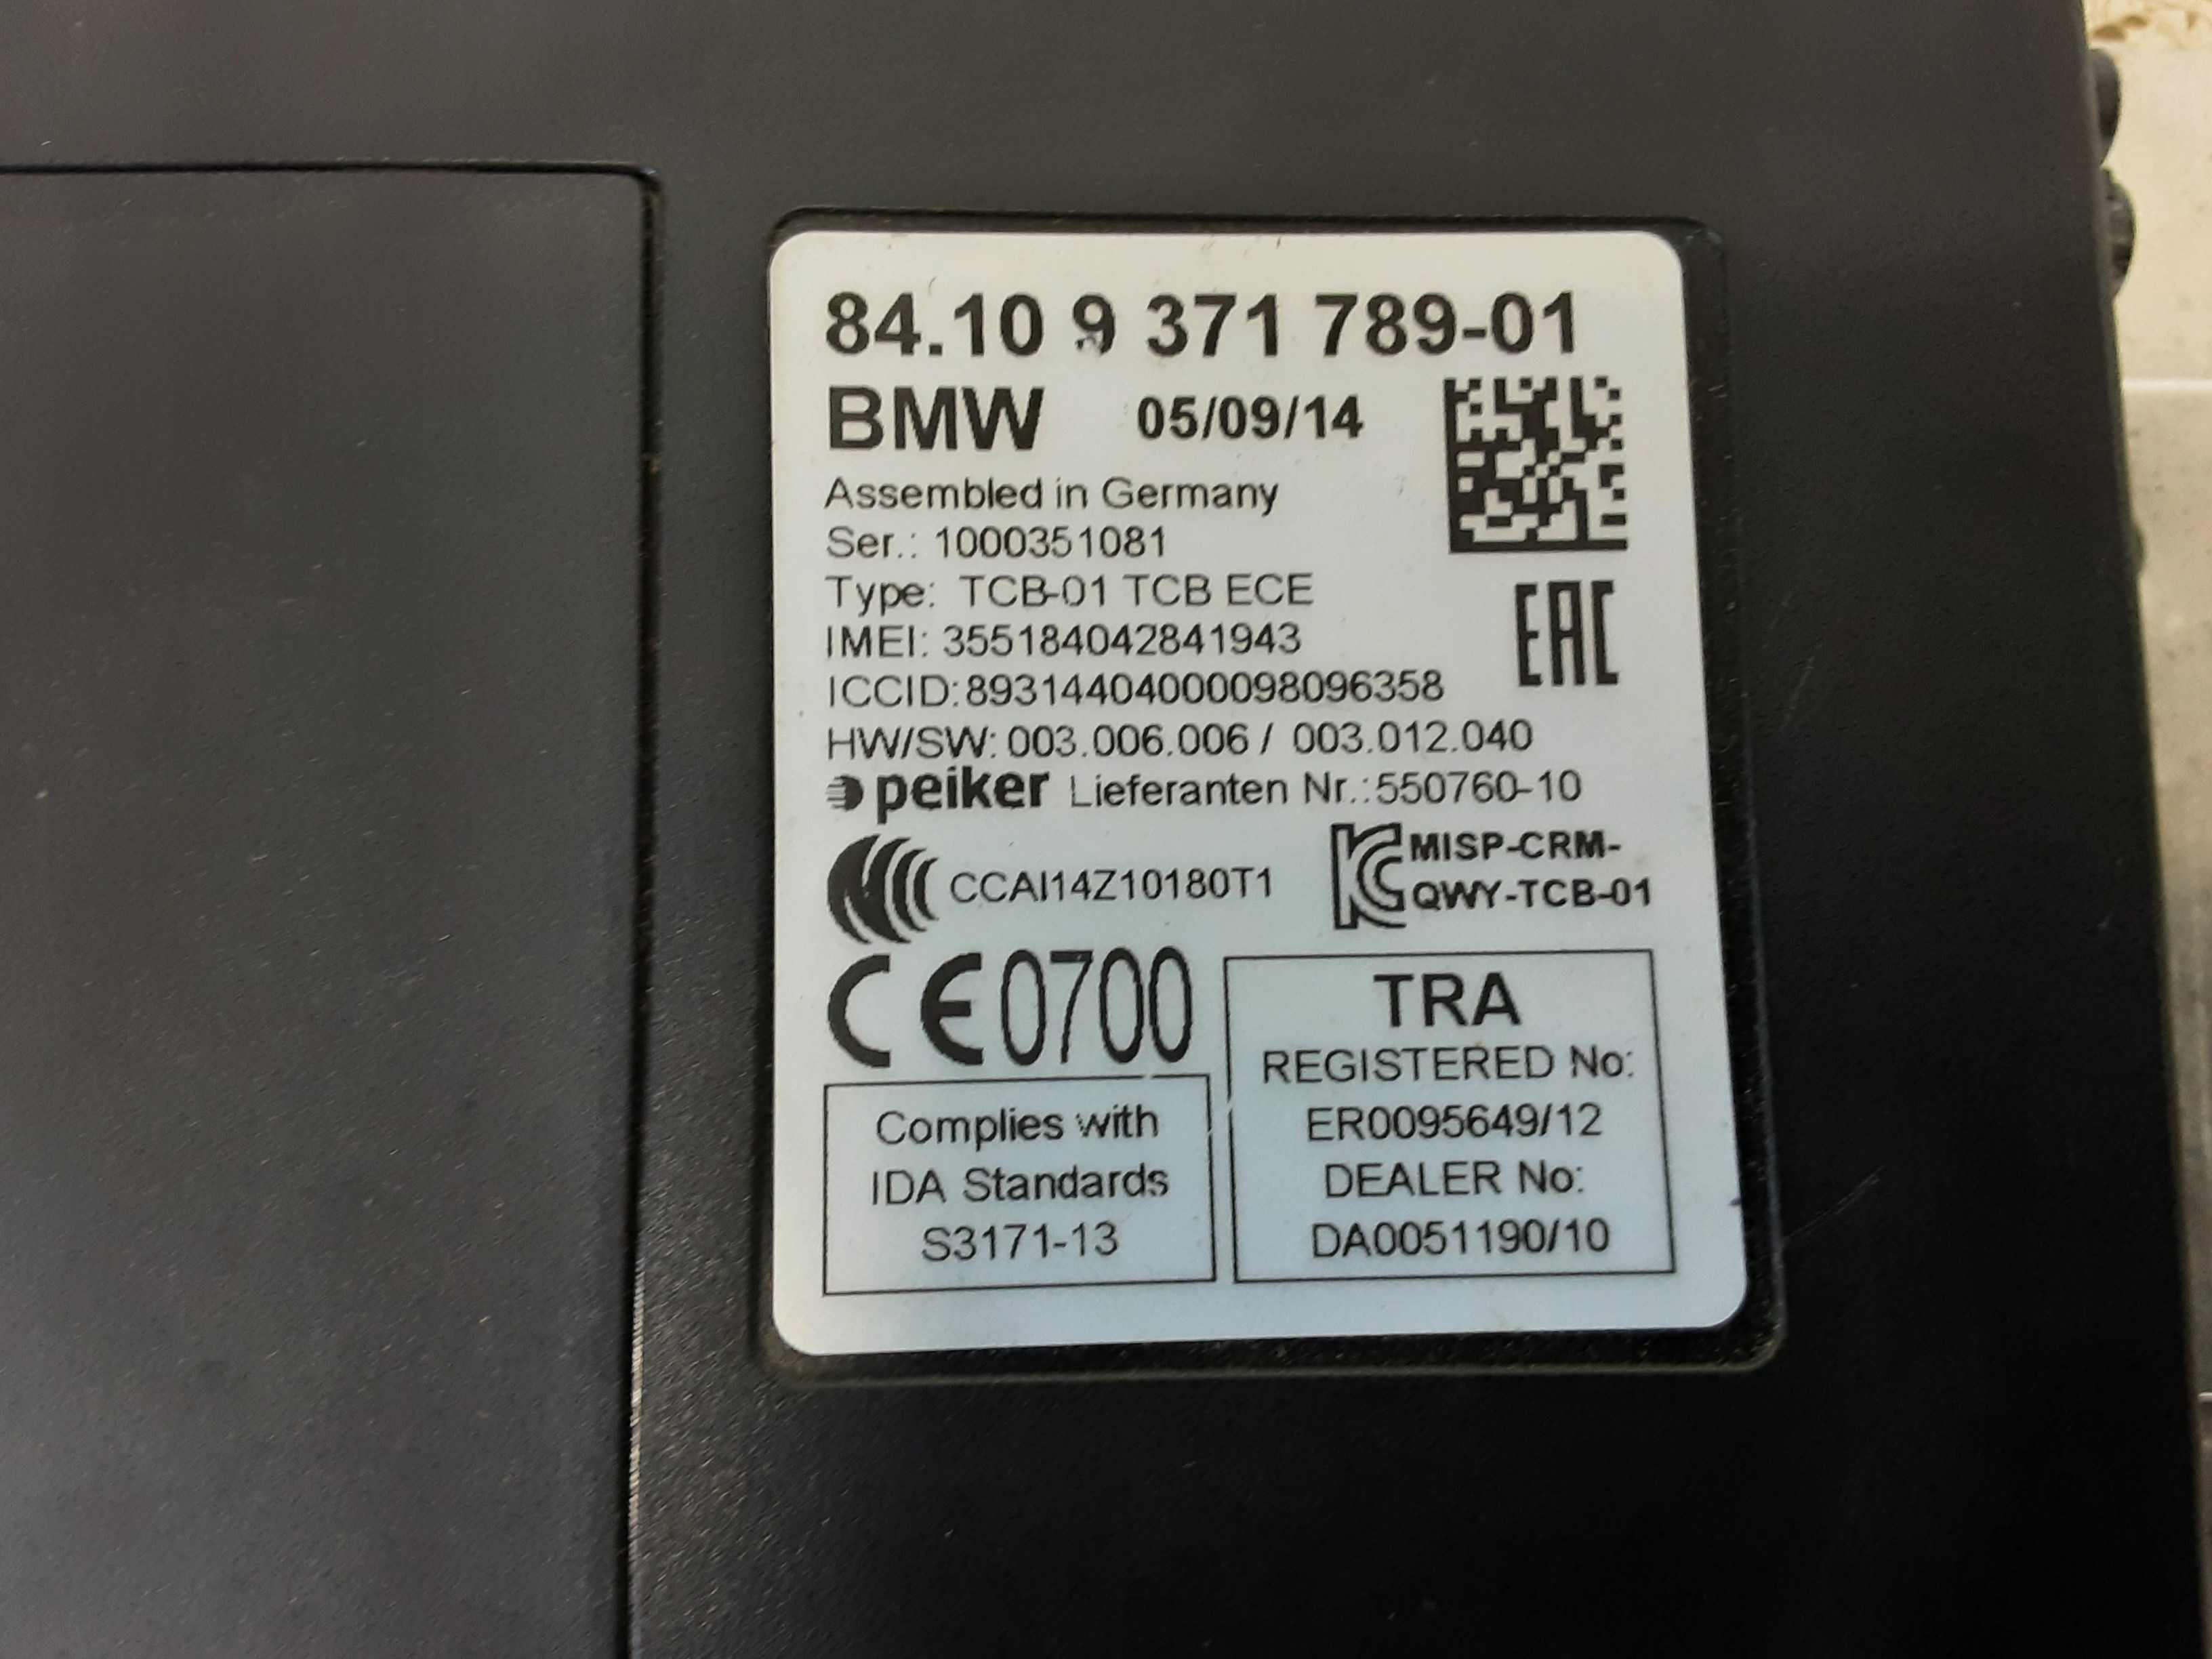 84.10 9 371 789-01
BMW 05/09/14
Assembled in Germany
Ser.: 1000351081
Type: TCB-01 TCB ECE
IMEI: 355184042841943
EAC
ICCID:89314404000098096358
HW/SW: 003.006.006 / 003.012.040
peiker Lieferanten Nr.:550760-10
CCAI14Z10180T1
MISP-CRM-
QWY-TCB-01
CE0700
Complies with
IDA Standards
S3171-13
TRA
REGISTERED No:
ER0095649/12
DEALER No:
DA0051190/10